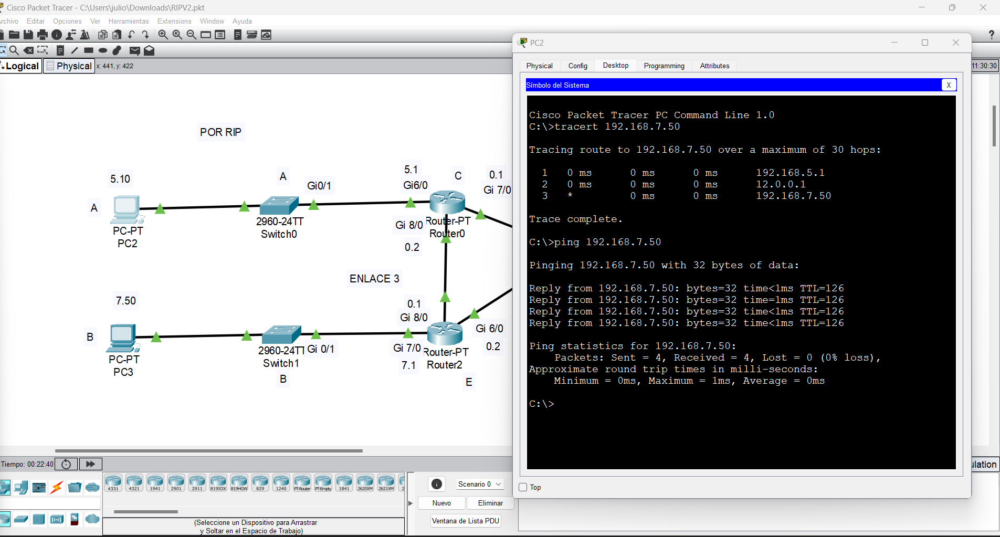 Cisco Packet Tracer - C:\Users\julio\Downloads\RIPV2.pkt
Editar Opciones Ver Herramientas Extensions Window Ayuda
?
Logical Physical x: 441, y: 422
11:30:30
POR RIP
5.10
A
A
PC-PT
PC2
Gi0/1
2960-24TT
Switch0
5.1
Gi6/0
C
0.1
Gi 7/0
Router-PT
Router0
Gi 8/0
0.2
ENLACE 3
7.50
B
PC-PT
PC3
2960-24TT
Switch1
Gi 0/1
B
0.1
Gi 8/0
Gi 7/0
7.1
Router-PT
Router2
Gi 6/0
0.2
E
PC2
Physical Config Desktop Programming Attributes
Símbolo del Sistema
X
Cisco Packet Tracer PC Command Line 1.0
C:\>tracert 192.168.7.50
Tracing route to 192.168.7.50 over a maximum of 30 hops:
1 0 ms 0 ms 0 ms 192.168.5.1
2 0 ms 0 ms 0 ms 12.0.0.1
3 * 0 ms 0 ms 192.168.7.50
Trace complete.
C:\>ping 192.168.7.50
Pinging 192.168.7.50 with 32 bytes of data:
Reply from 192.168.7.50: bytes=32 time<1ms TTL=126
Reply from 192.168.7.50: bytes=32 time=1ms TTL=126
Reply from 192.168.7.50: bytes=32 time<1ms TTL=126
Reply from 192.168.7.50: bytes=32 time<1ms TTL=126
Ping statistics for 192.168.7.50:
Packets: Sent = 4, Received = 4, Lost = 0 (0% loss),
Approximate round trip times in milli-seconds:
Minimum = 0ms, Maximum = 1ms, Average = 0ms
C:\>
Top
Tiempo: 00:22:40
4331 4321 1941 2901 2911 819IOX 819HGW 829 1240 PT-Router PT-Empty 1841 2620XM 2621XM
(Seleccione un Dispositivo para Arrastrar
y Soltar en el Espacio de Trabajo)
Scenario 0
Nuevo Eliminar
Ventana de Lista PDU